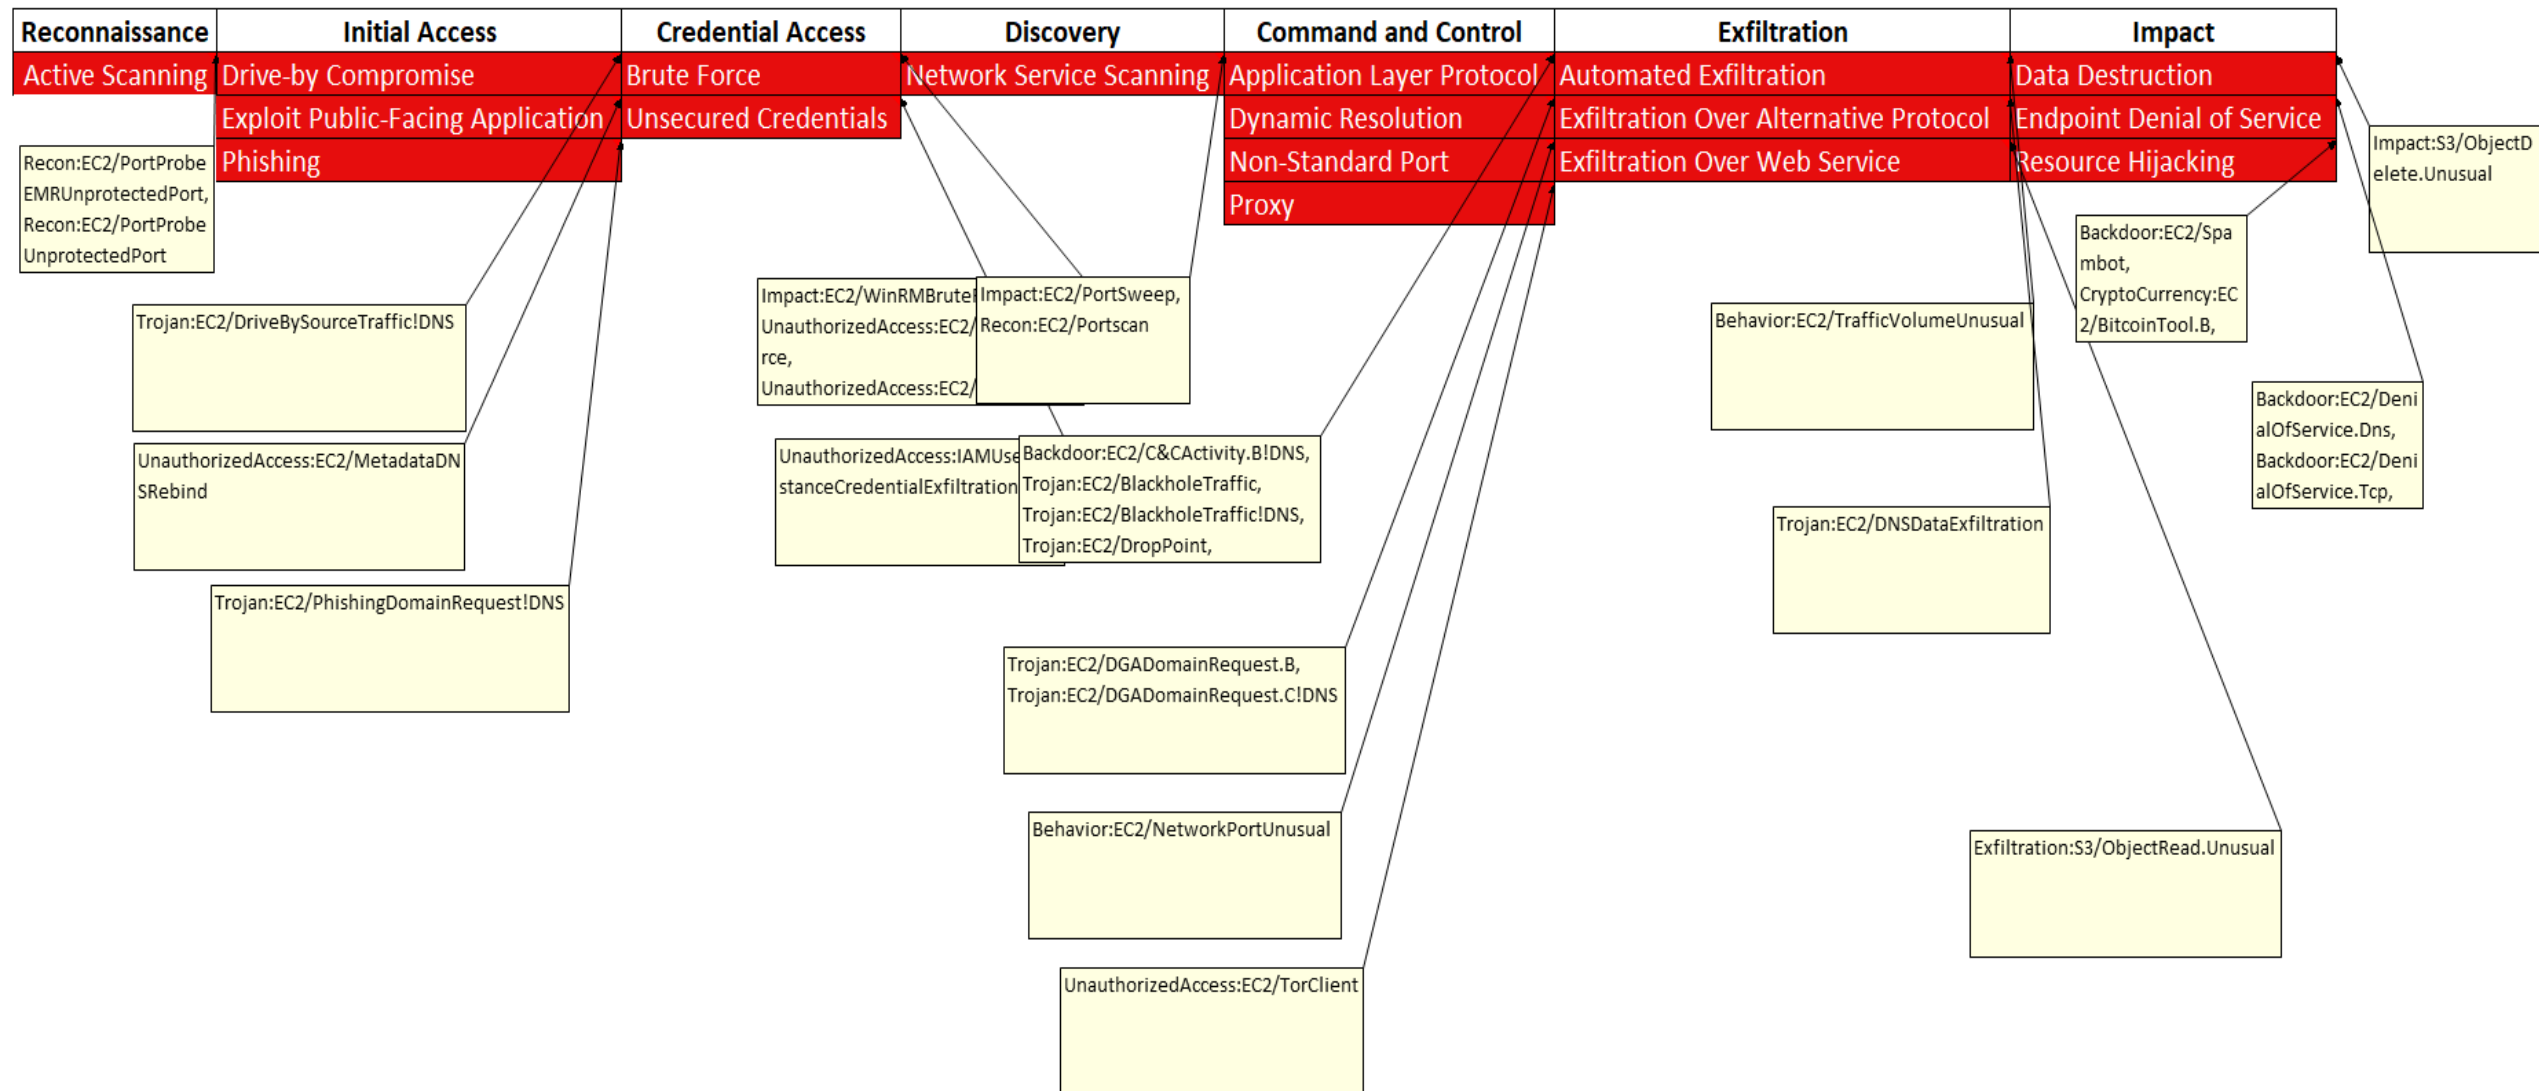 Reconnaissance
Initial Access
Credential Access
Discovery
Command and Control
Exfiltration
Impact
Active Scanning
Drive-by Compromise
Brute Force
Network Service Scanning
Application Layer Protocol
Automated Exfiltration
Data Destruction
Exploit Public-Facing Application
Unsecured Credentials
Dynamic Resolution
Exfiltration Over Alternative Protocol
Endpoint Denial of Service
Phishing
Non-Standard Port
Exfiltration Over Web Service
Resource Hijacking
Proxy
Recon:EC2/PortProbe
EMRUnprotectedPort,
Recon:EC2/PortProbe
UnprotectedPort
Trojan:EC2/DriveBySourceTraffic!DNS
UnauthorizedAccess:EC2/MetadataDN
SRebind
Trojan:EC2/PhishingDomainRequest!DNS
Impact:EC2/WinRMBrute
UnauthorizedAccess:EC2/
rce,
UnauthorizedAccess:EC2/
Impact:EC2/PortSweep,
Recon:EC2/Portscan
UnauthorizedAccess:IAMUse
stanceCredentialExfiltration
Backdoor:EC2/C&CActivity.B!DNS,
Trojan:EC2/BlackholeTraffic,
Trojan:EC2/BlackholeTraffic!DNS,
Trojan:EC2/DropPoint,
Trojan:EC2/DGADomainRequest.B,
Trojan:EC2/DGADomainRequest.C!DNS
Behavior:EC2/NetworkPortUnusual
UnauthorizedAccess:EC2/TorClient
Behavior:EC2/TrafficVolumeUnusual
Trojan:EC2/DNSDataExfiltration
Exfiltration:S3/ObjectRead.Unusual
Backdoor:EC2/Spa
mbot,
CryptoCurrency:EC
2/BitcoinTool.B,
Backdoor:EC2/Deni
alOfService.Dns,
Backdoor:EC2/Deni
alOfService.Tcp,
Impact:S3/ObjectD
elete.Unusual